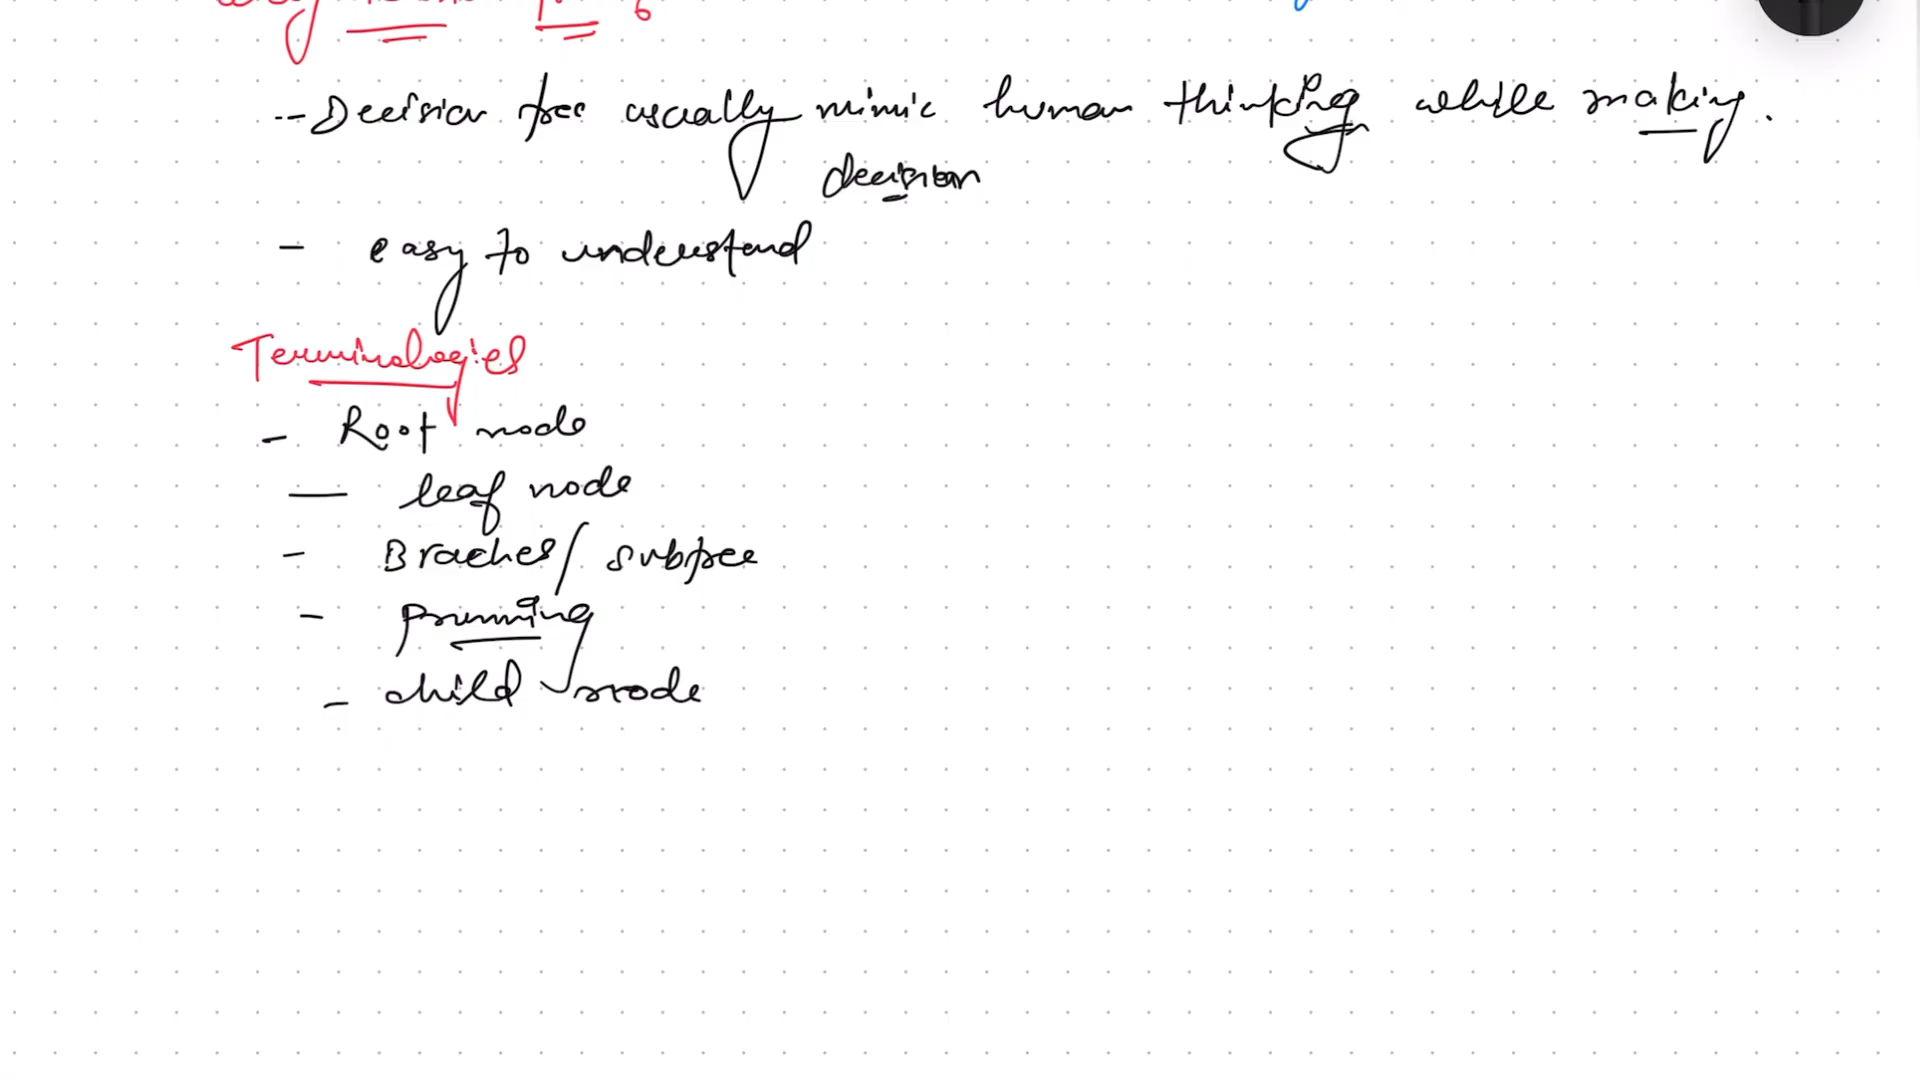 -- Decision tree usually mimic human thinking while making.
decision
- easy to understand
Terminologies
- Root node
- leaf node
- Braches/ subtree
- prunning
- child node